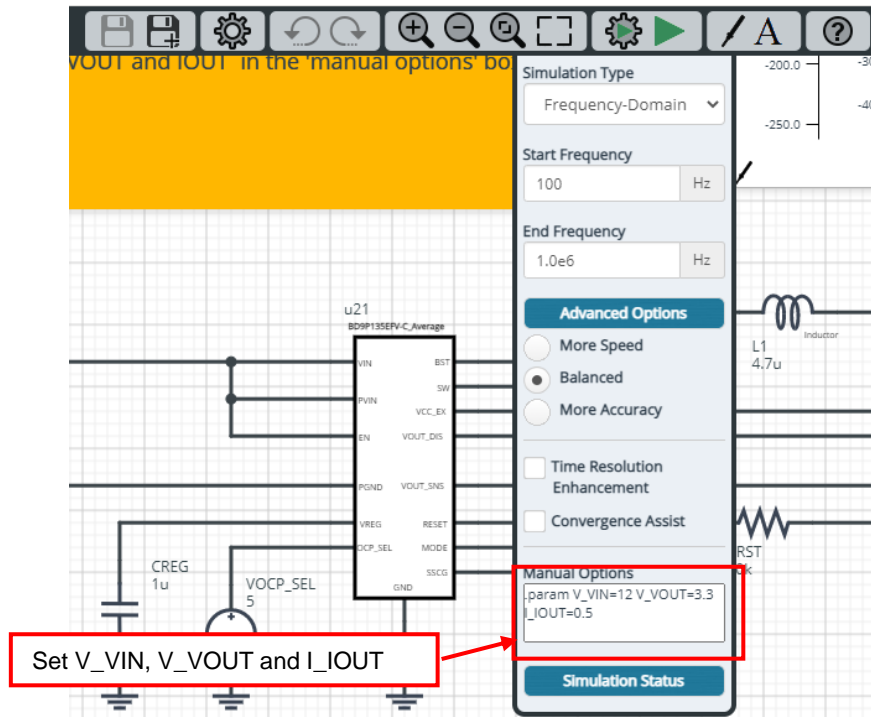 A
?
VOUT and IOUT in the 'manual options' bo
Simulation Type
Frequency-Domain
Start Frequency
100 Hz
End Frequency
1.0e6 Hz
Advanced Options
More Speed
Balanced
More Accuracy
Time Resolution
Enhancement
Convergence Assist
Manual Options
.param V_VIN=12 V_VOUT=3.3
I_IOUT=0.5
Simulation Status
-200.0
-250.0
-30
-40
u21
BD9P135EFV-C_Average
VIN
PVIN
EN
PGND
VREG
OCP_SEL
GND
BST
SW
VCC_EX
VOUT_DIS
VOUT_SNS
RESET
MODE
SSCG
Inductor
L1
4.7u
RST
CREG
1u
VOCP_SEL
5
Set V_VIN, V_VOUT and I_IOUT